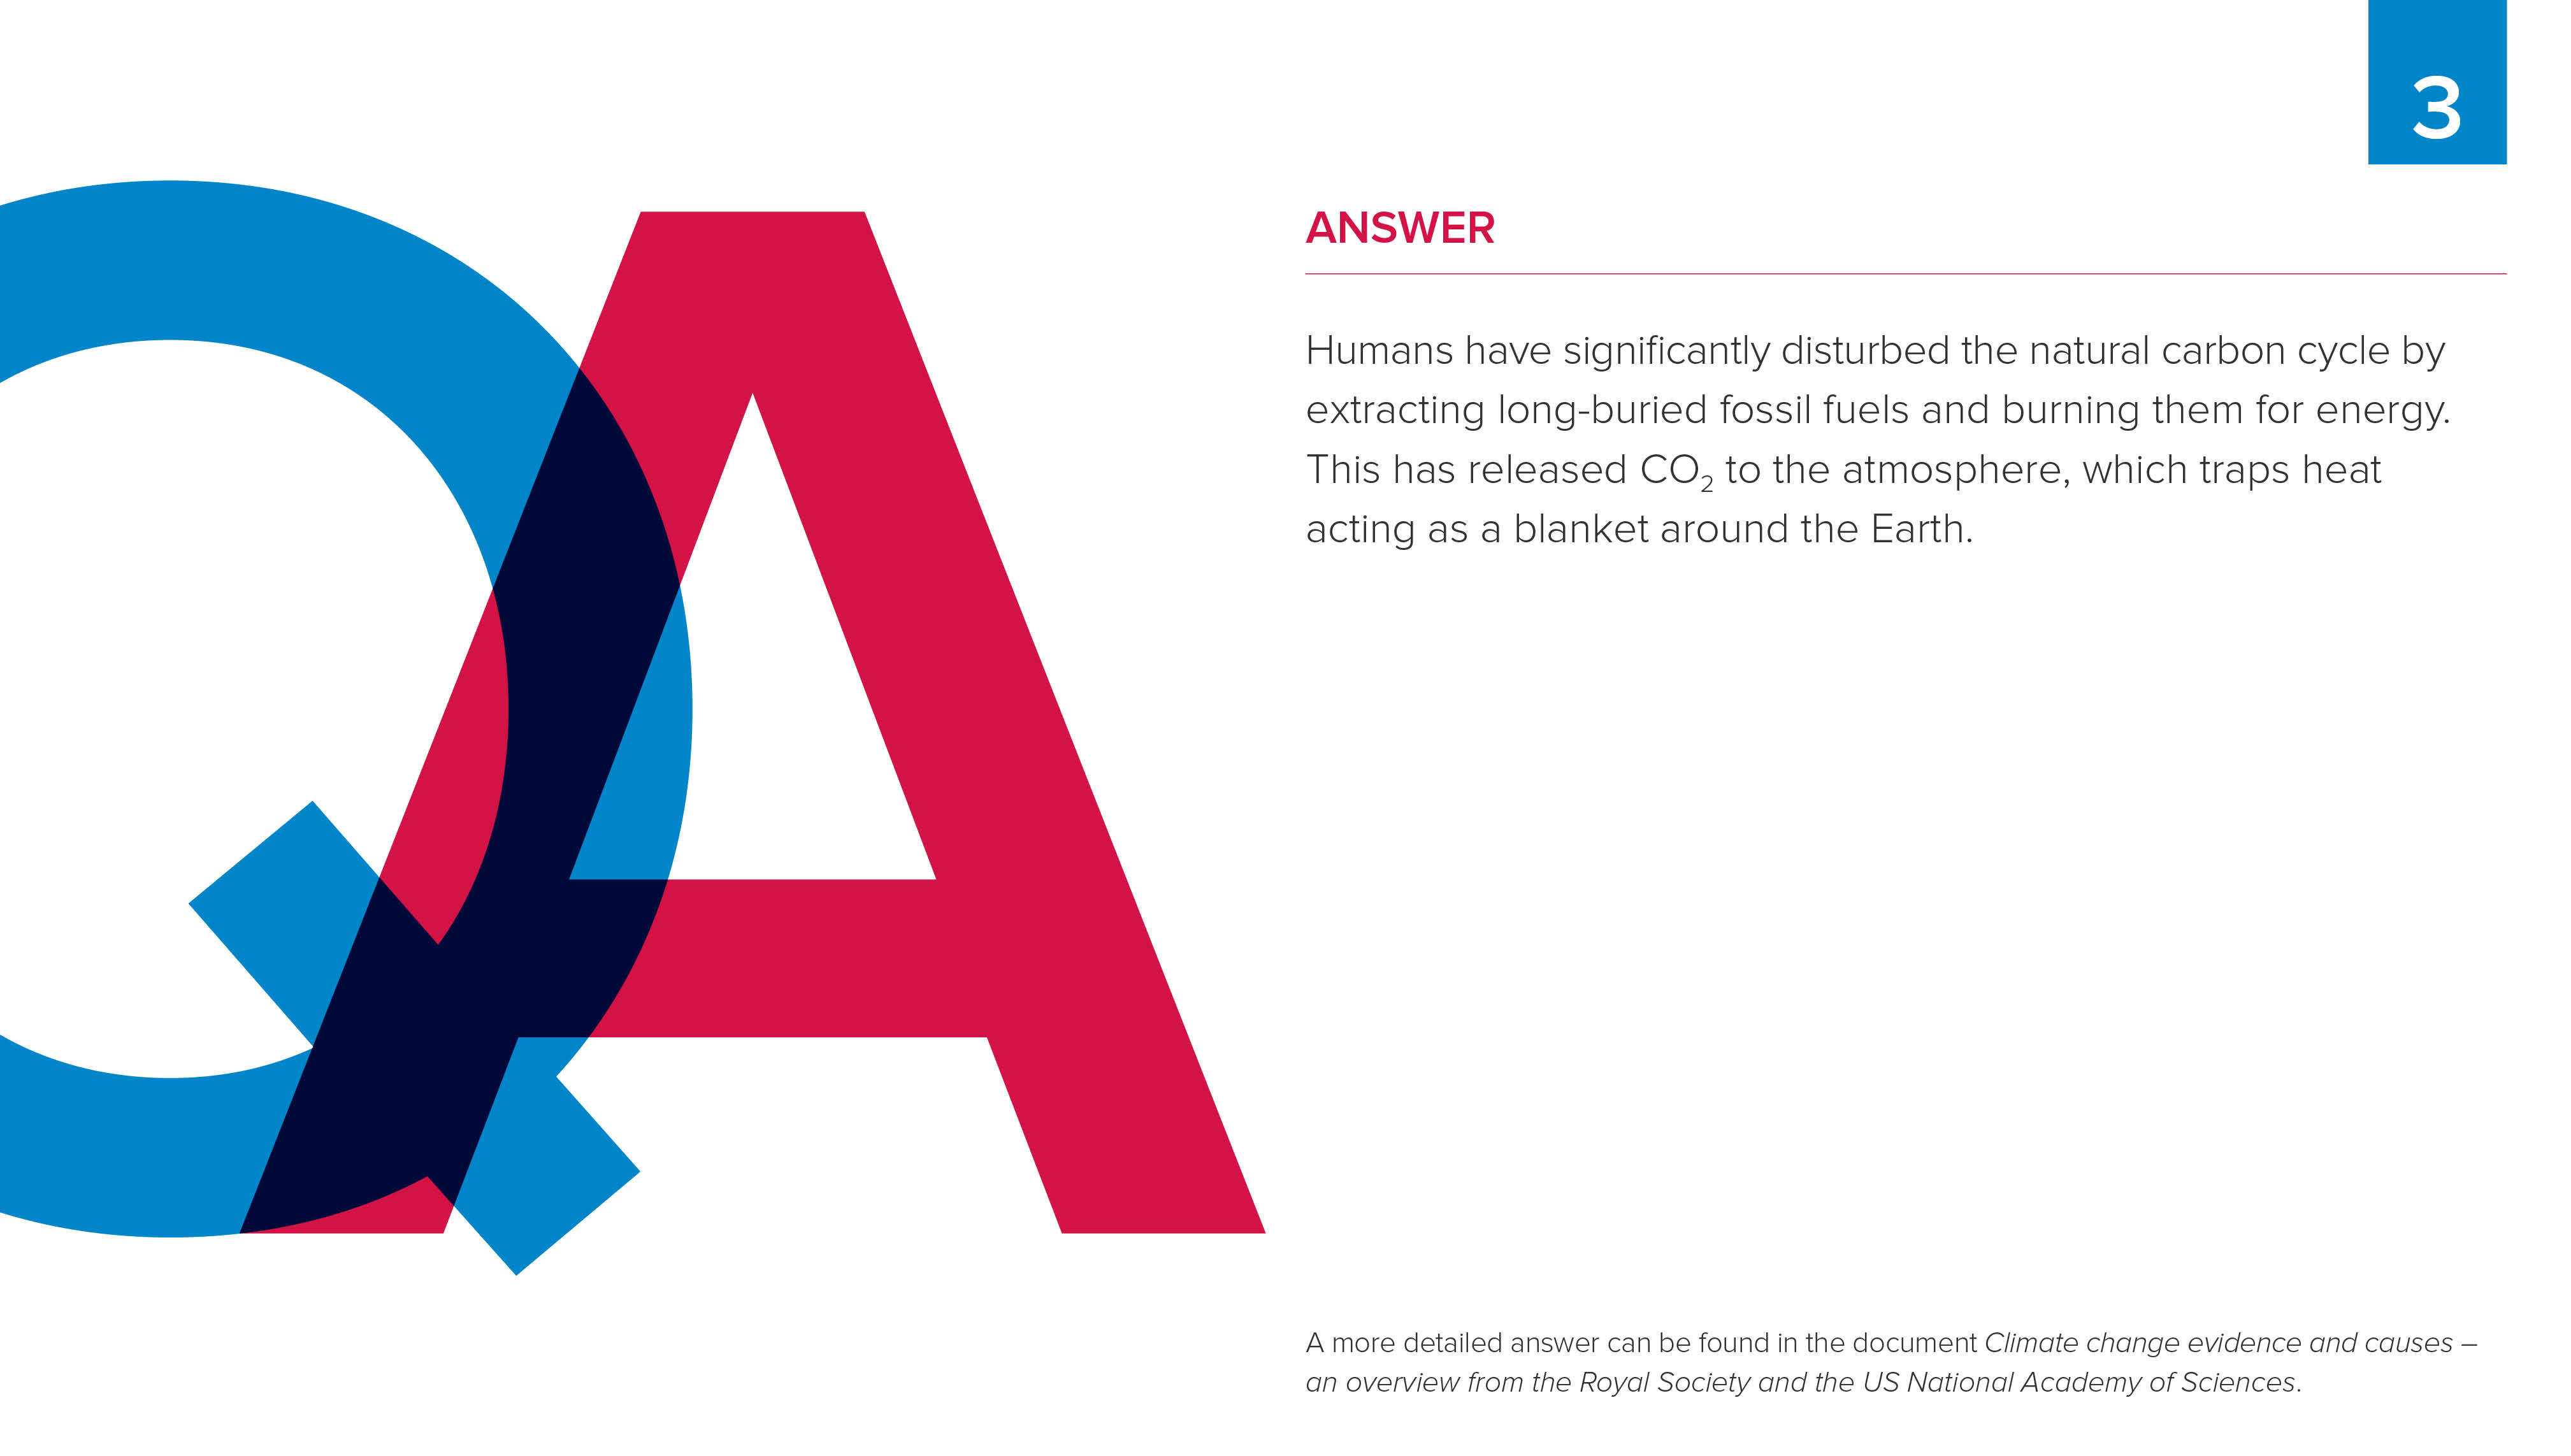 3
QA
ANSWER
Humans have significantly disturbed the natural carbon cycle by
extracting long-buried fossil fuels and burning them for energy.
This has released CO₂ to the atmosphere, which traps heat
acting as a blanket around the Earth.
A more detailed answer can be found in the document Climate change evidence and causes –
an overview from the Royal Society and the US National Academy of Sciences.